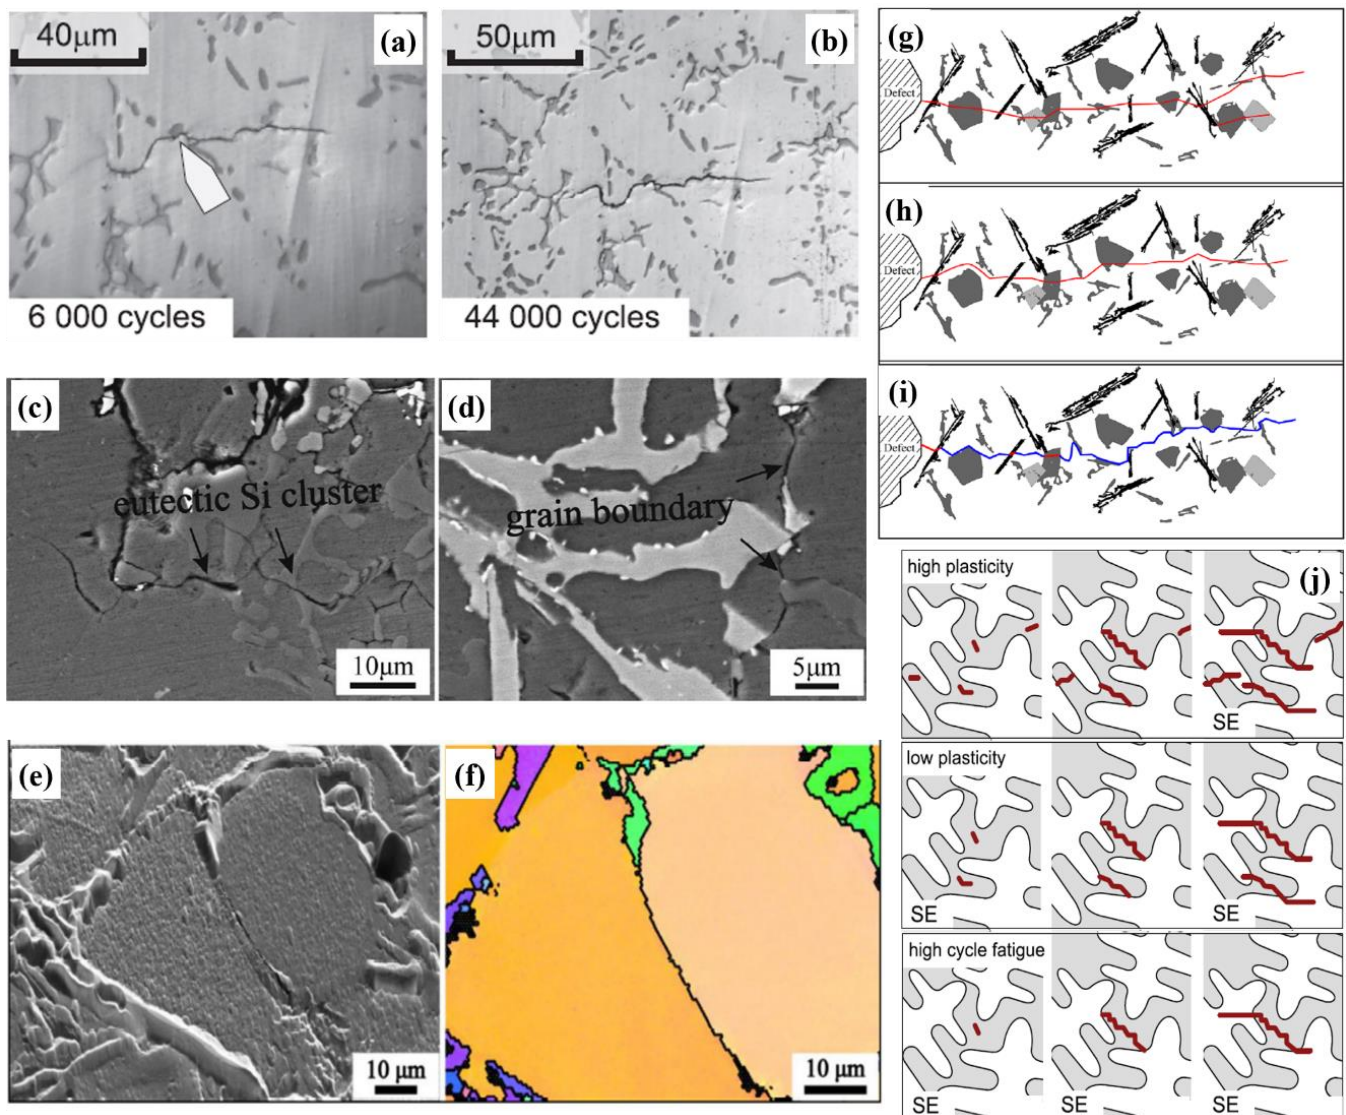 40μm
(a)
6 000 cycles
50μm
(b)
44 000 cycles
(c)
eutectic Si cluster
10μm
(d)
grain boundary
5μm
(e)
10 μm
(f)
10 μm
(g)
Defect
(h)
Defect
(i)
Defect
high plasticity
(j)
SE
low plasticity
SE
SE
high cycle fatigue
SE
SE